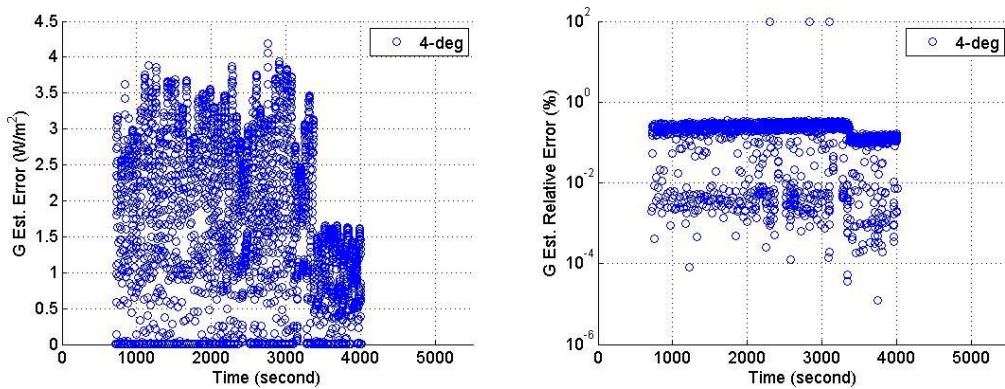 4.5
4
3.5
3
2.5
2
1.5
1
0.5
0
G Est. Error (W/m²)
4-deg
0 1000 2000 3000 4000 5000
Time (second)
10²
10⁰
10⁻²
10⁻⁴
10⁻⁶
G Est. Relative Error (%)
4-deg
0 1000 2000 3000 4000 5000
Time (second)